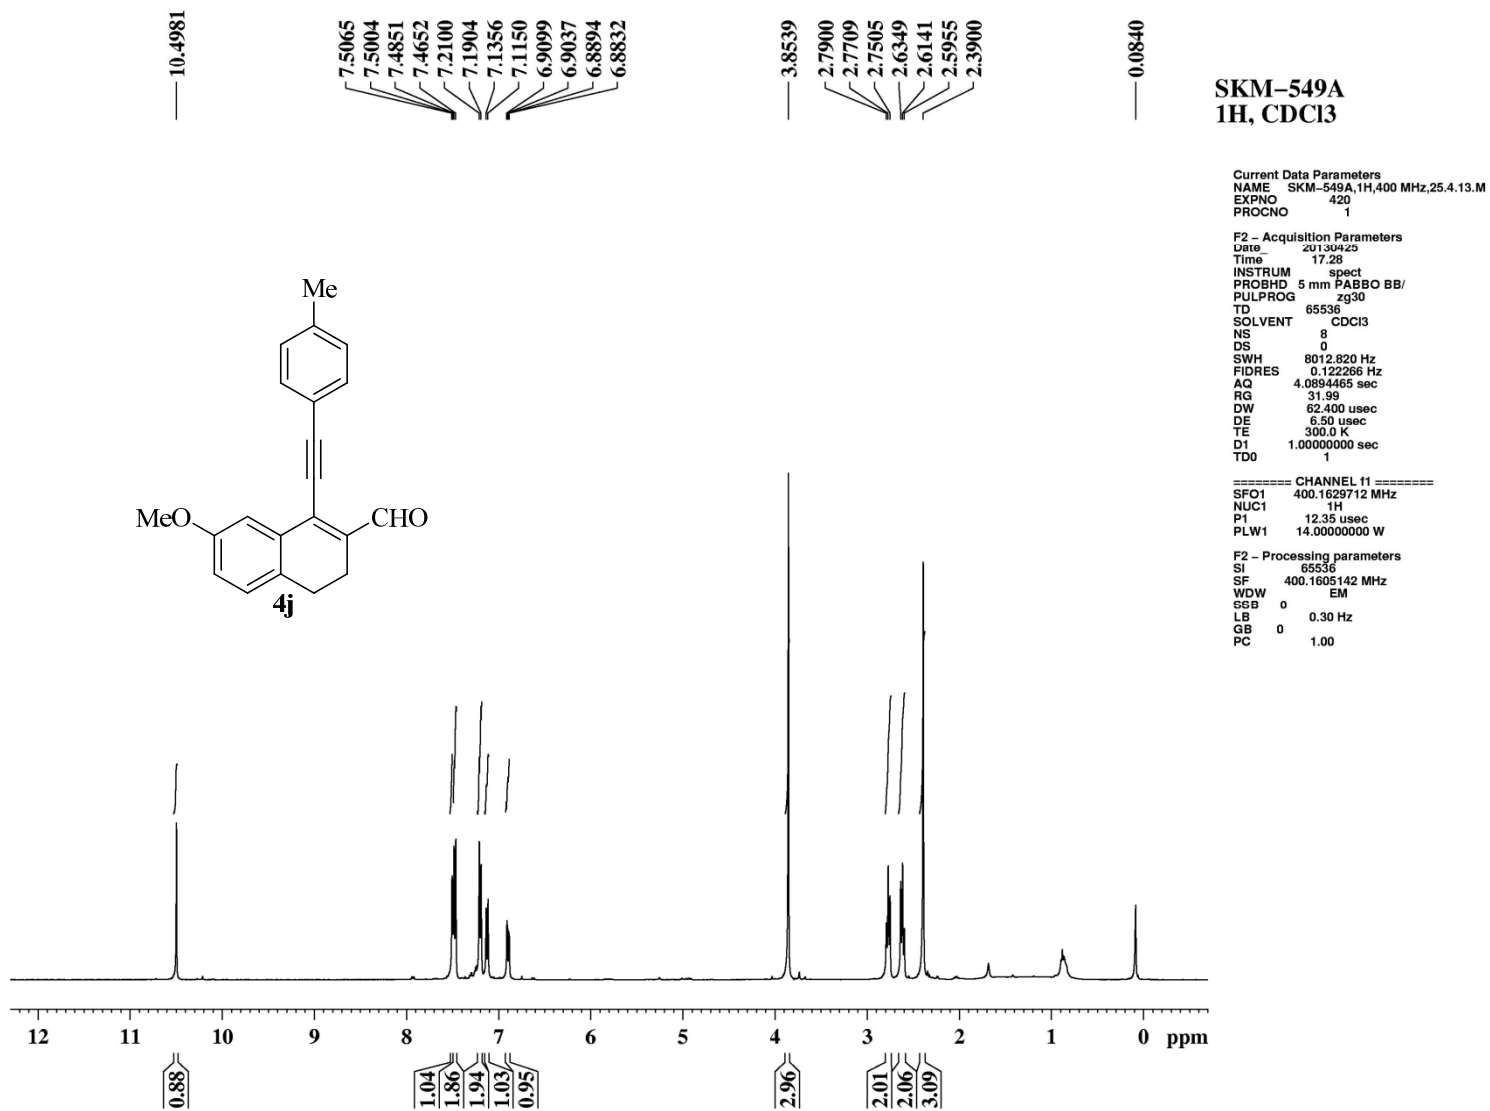 10.4981
7.5065
7.5004
7.4851
7.4652
7.2100
7.1904
7.1356
7.1150
6.9099
6.9037
6.8894
6.8832
3.8539
2.7900
2.7709
2.7505
2.6349
2.6141
2.5955
2.3900
0.0840
SKM−549A
1H, CDCl3
Current Data Parameters
NAME SKM−549A,1H,400 MHz,25.4.13.M
EXPNO 420
PROCNO 1
F2 − Acquisition Parameters
Date_ 20130425
Time 17.28
INSTRUM spect
PROBHD 5 mm PABBO BB/
PULPROG zg30
TD 65536
SOLVENT CDCl3
NS 8
DS 0
SWH 8012.820 Hz
FIDRES 0.122266 Hz
AQ 4.0894465 sec
RG 31.99
DW 62.400 usec
DE 6.50 usec
TE 300.0 K
D1 1.00000000 sec
TD0 1
======== CHANNEL f1 ========
SFO1 400.1629712 MHz
NUC1 1H
P1 12.35 usec
PLW1 14.00000000 W
F2 − Processing parameters
SI 65536
SF 400.1605142 MHz
WDW EM
SSB 0
LB 0.30 Hz
GB 0
PC 1.00
Me
MeO
CHO
4j
12 11 10 9 8 7 6 5 4 3 2 1 0 ppm
0.88
1.04
1.86
1.94
1.03
0.95
2.96
2.01
2.06
3.09